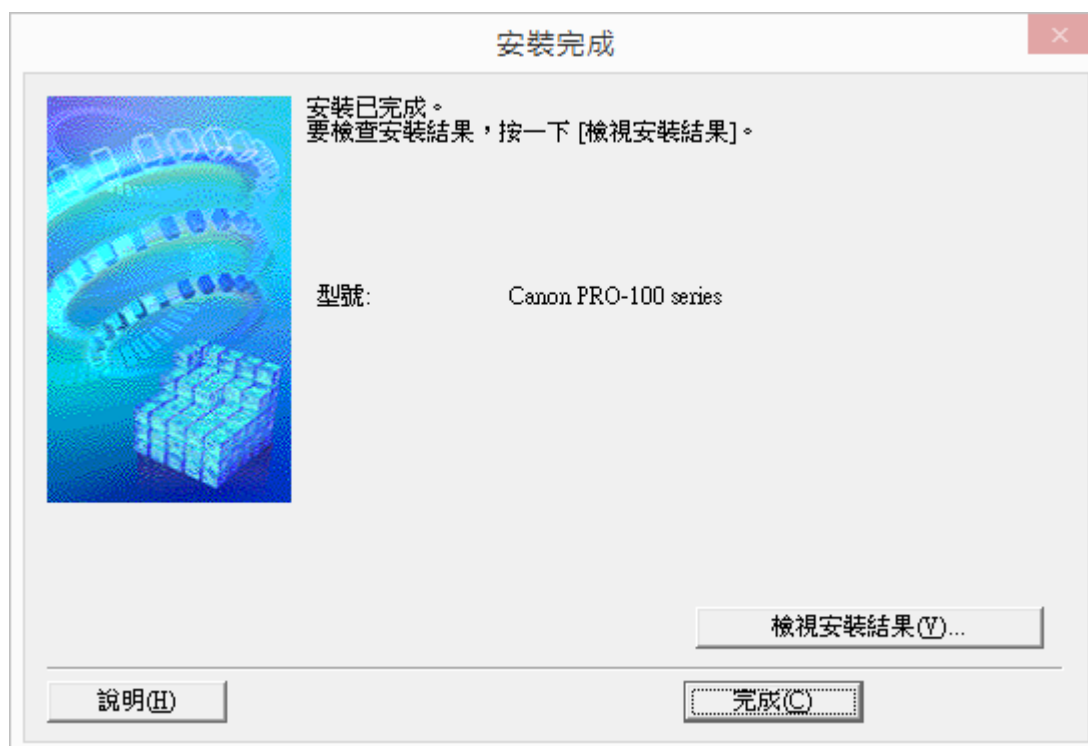 安裝完成
安裝已完成。
要檢查安裝結果，按一下 [檢視安裝結果]。
型號: Canon PRO-100 series
檢視安裝結果(V)...
說明(H) 完成(C)